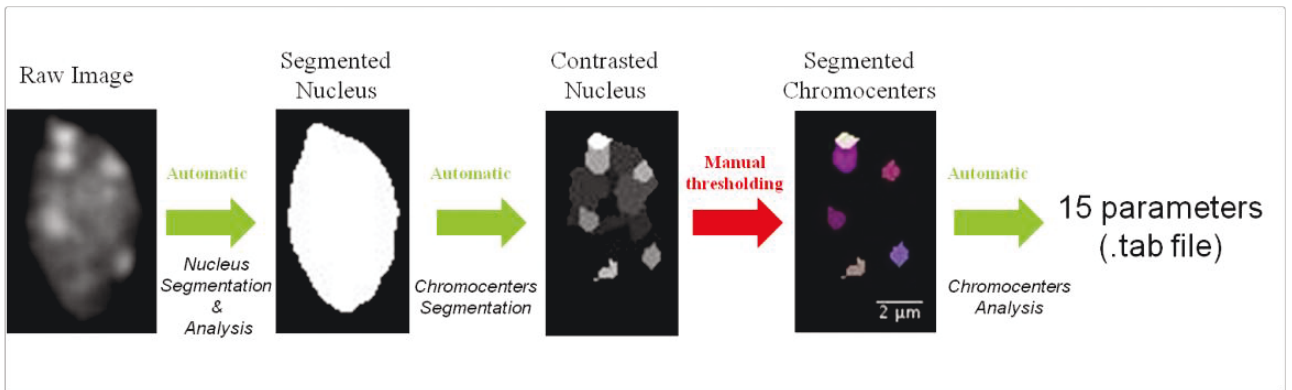 Raw Image
Segmented
Nucleus
Contrasted
Nucleus
Segmented
Chromocenters
Automatic
Nucleus
Segmentation
&
Analysis
Automatic
Chromocenters
Segmentation
Manual
thresholding
2 µm
Automatic
Chromocenters
Analysis
15 parameters
(.tab file)